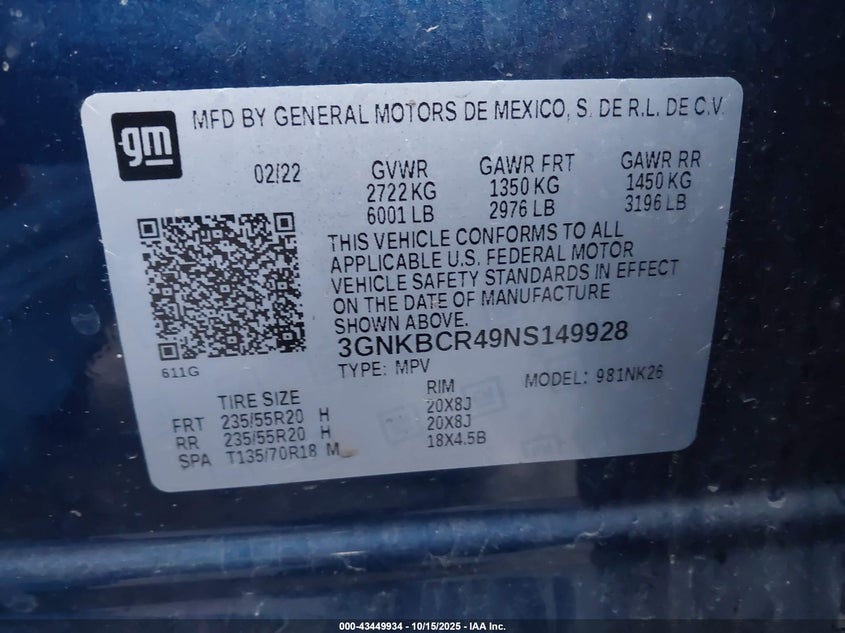 gm
MFD BY GENERAL MOTORS DE MEXICO, S. DE R.L. DE C.V.
02/22 GVWR GAWR FRT GAWR RR
2722 KG 1350 KG 1450 KG
6001 LB 2976 LB 3196 LB
THIS VEHICLE CONFORMS TO ALL
APPLICABLE U.S. FEDERAL MOTOR
VEHICLE SAFETY STANDARDS IN EFFECT
ON THE DATE OF MANUFACTURE
SHOWN ABOVE.
3GNKBCR49NS149928
611G
TYPE: MPV MODEL: 981NK26
TIRE SIZE RIM
FRT 235/55R20 H 20X8J
RR 235/55R20 H 20X8J
SPA T135/70R18 M 18X4.5B
000-43449934 - 10/15/2025 - IAA Inc.